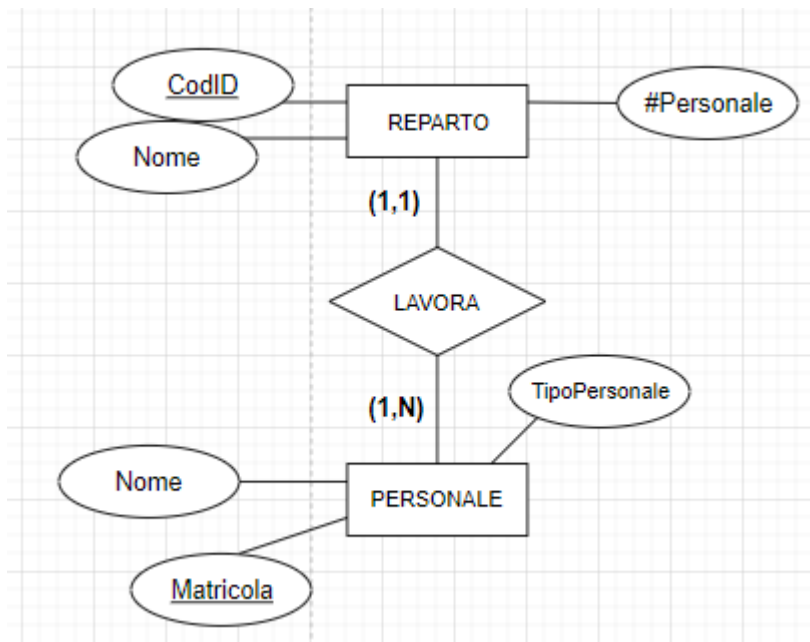 CodID
#Personale
REPARTO
Nome
(1,1)
LAVORA
TipoPersonale
(1,N)
Nome
PERSONALE
Matricola